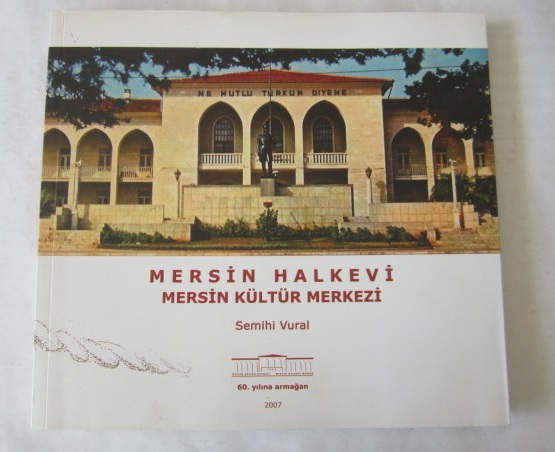 NE MUTLU TÜRKÜM DİYENE
MERSİN HALKEVİ
MERSİN KÜLTÜR MERKEZİ
Semihi Vural
60. yılına armağan
2007